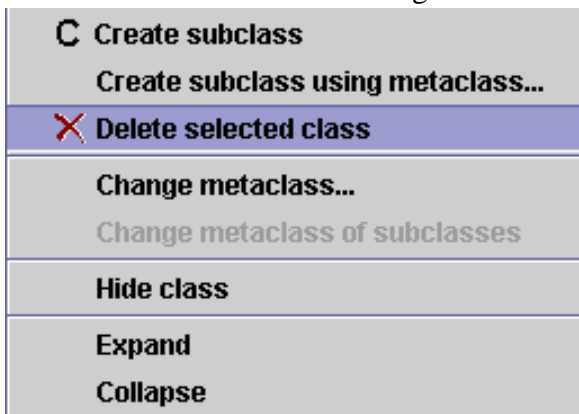 C Create subclass
Create subclass using metaclass...
Delete selected class
Change metaclass...
Change metaclass of subclasses
Hide class
Expand
Collapse